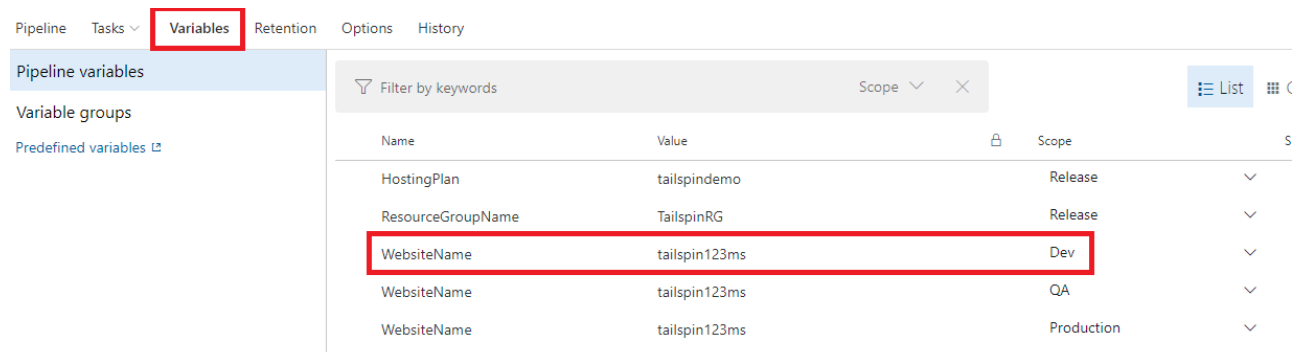 Pipeline Tasks Variables Retention Options History
Pipeline variables
Variable groups
Predefined variables
Filter by keywords Scope List
Name Value Scope
HostingPlan tailspindemo Release
ResourceGroupName TailspinRG Release
WebsiteName tailspin123ms Dev
WebsiteName tailspin123ms QA
WebsiteName tailspin123ms Production